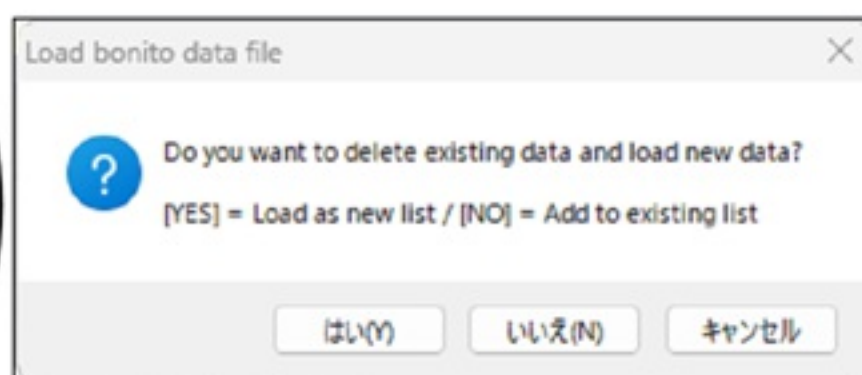 Load bonito data file
Do you want to delete existing data and load new data?
[YES] = Load as new list / [NO] = Add to existing list
はい(Y) いいえ(N) キャンセル